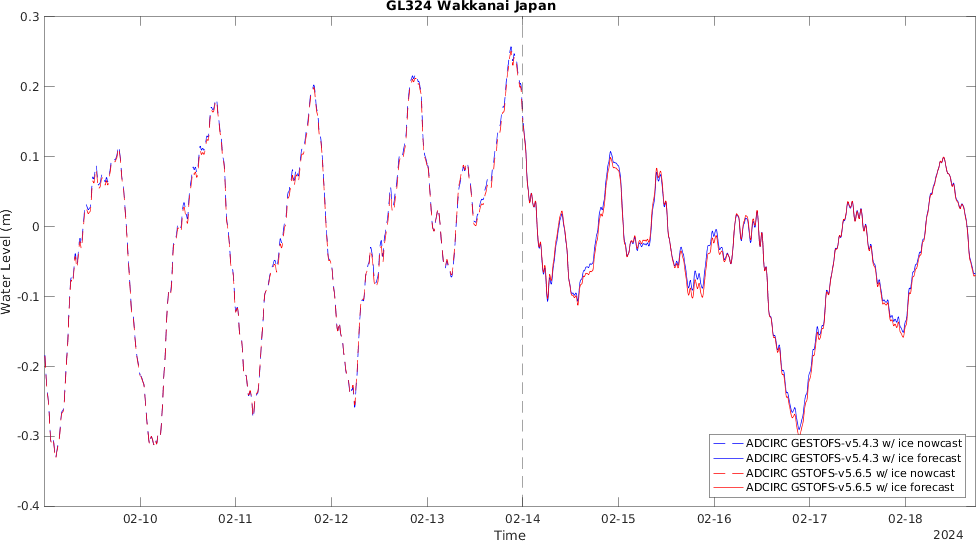 GL324 Wakkanai Japan
0.3
0.2
0.1
0
-0.1
-0.2
-0.3
-0.4
Water Level (m)
ADCIRC GESTOFS-v5.4.3 w/ ice nowcast
ADCIRC GESTOFS-v5.4.3 w/ ice forecast
ADCIRC GSTOFS-v5.6.5 w/ ice nowcast
ADCIRC GSTOFS-v5.6.5 w/ ice forecast
02-10 02-11 02-12 02-13 02-14 02-15 02-16 02-17 02-18
Time
2024